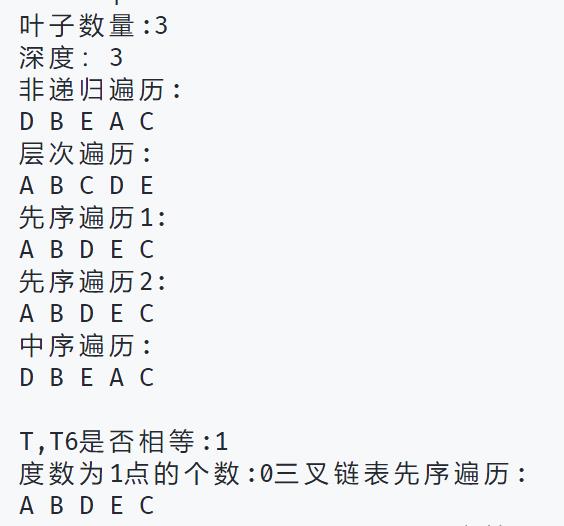 叶子数量:3
深度: 3
非递归遍历:
D B E A C
层次遍历:
A B C D E
先序遍历1:
A B D E C
先序遍历2:
A B D E C
中序遍历:
D B E A C
T,T6是否相等:1
度数为1点的个数:0三叉链表先序遍历:
A B D E C